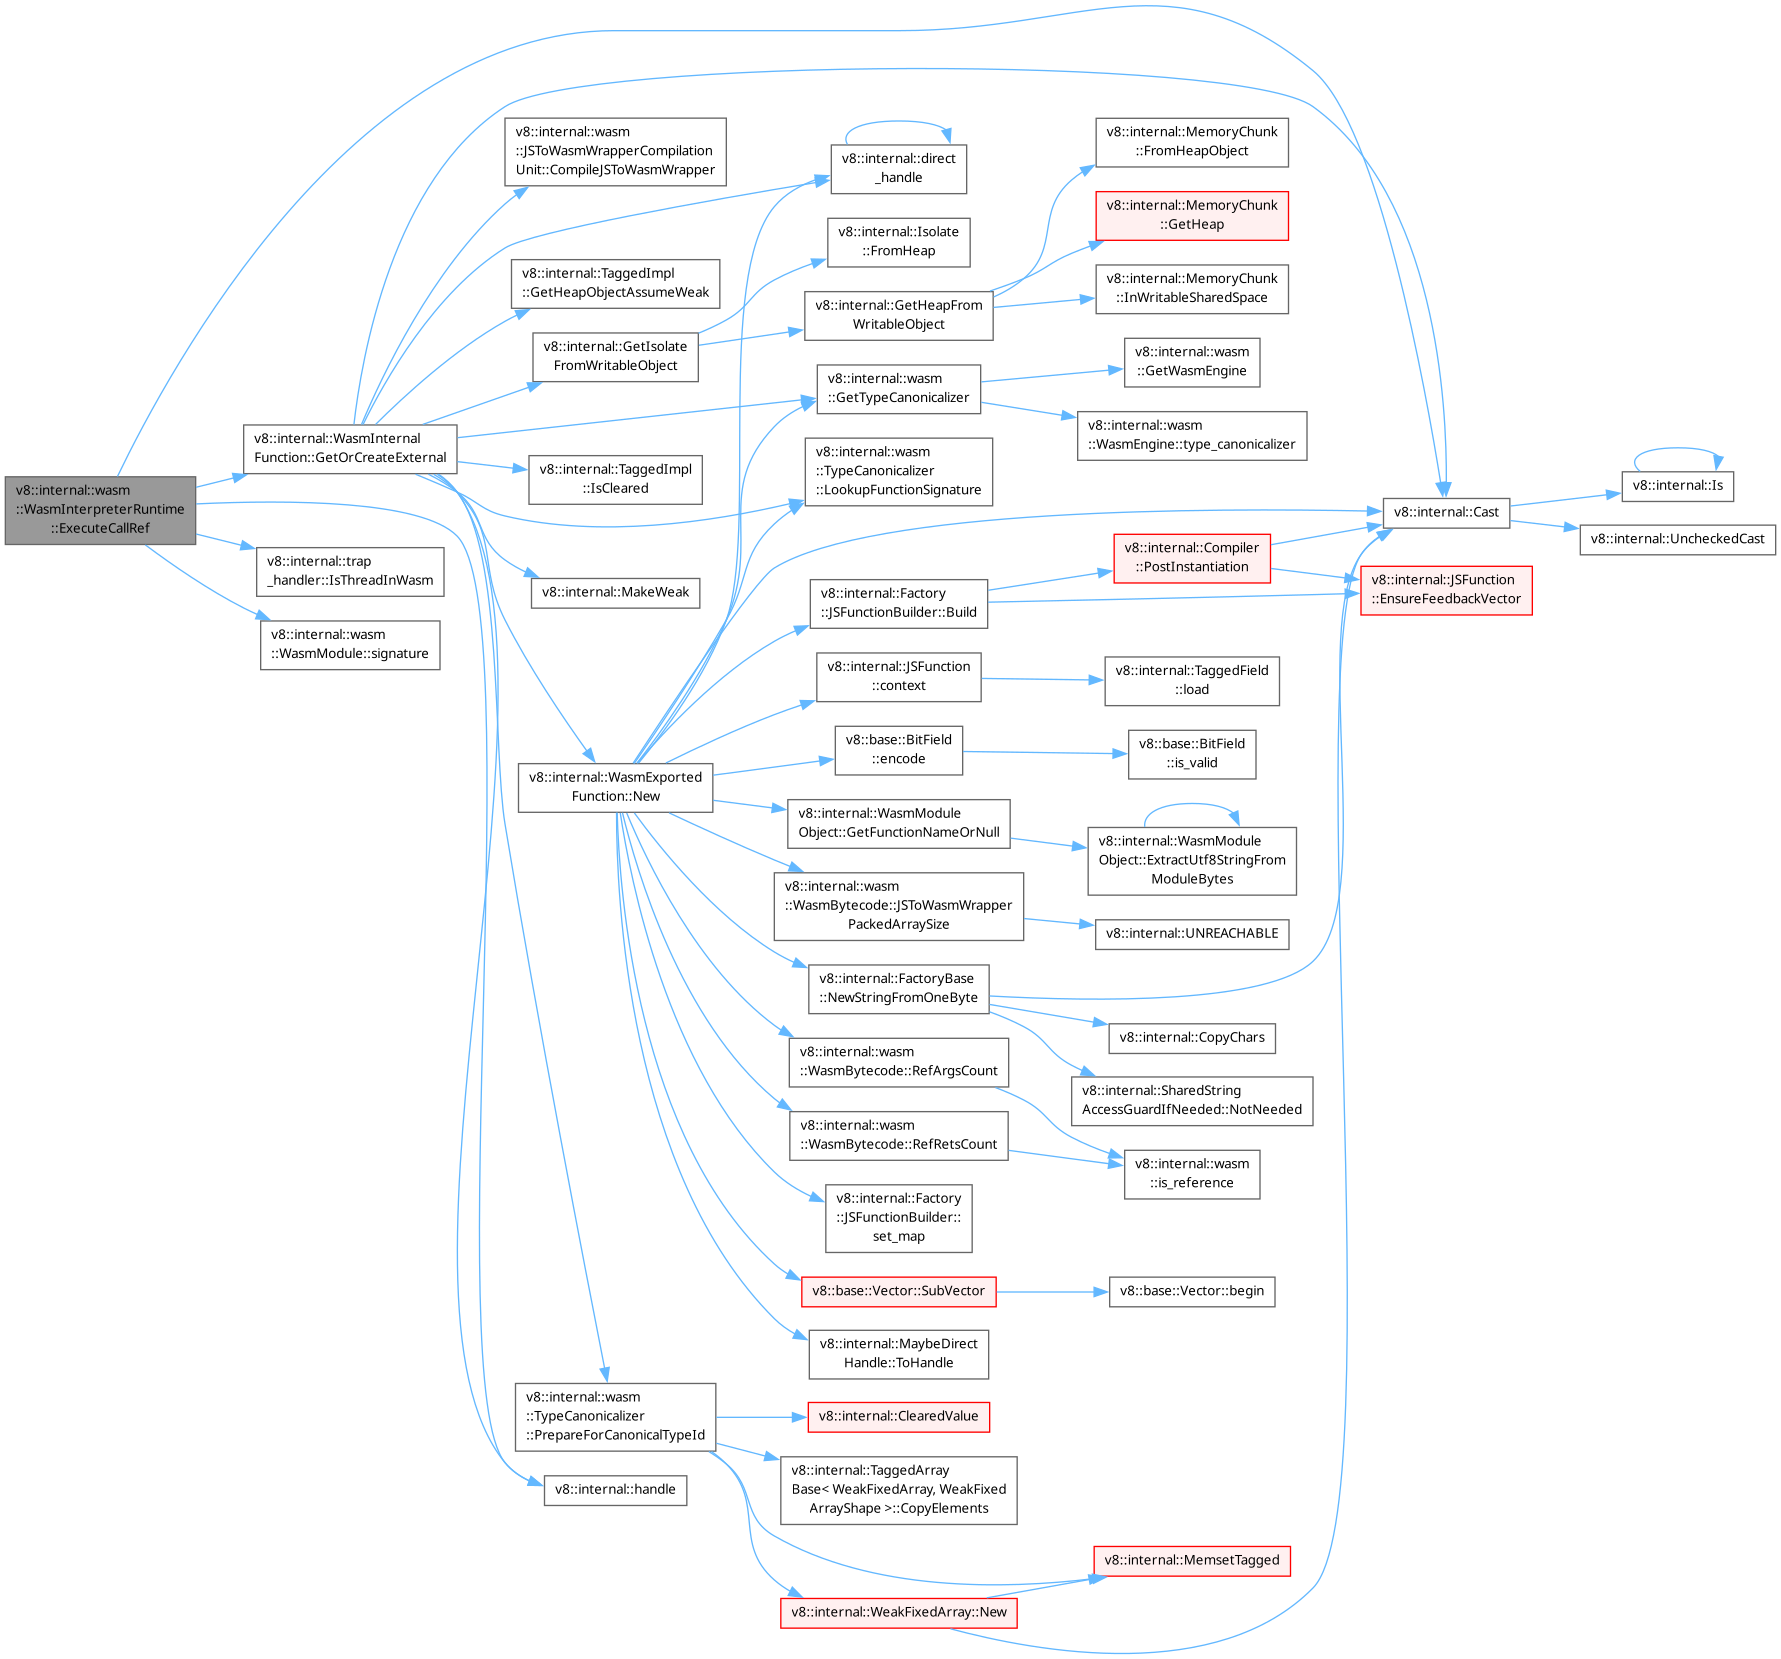 v8::internal::wasm
::WasmInterpreterRuntime
::ExecuteCallRef
v8::internal::WasmInternal
Function::GetOrCreateExternal
v8::internal::trap
_handler::IsThreadInWasm
v8::internal::wasm
::WasmModule::signature
v8::internal::wasm
::JSToWasmWrapperCompilation
Unit::CompileJSToWasmWrapper
v8::internal::TaggedImpl
::GetHeapObjectAssumeWeak
v8::internal::GetIsolate
FromWritableObject
v8::internal::TaggedImpl
::IsCleared
v8::internal::MakeWeak
v8::internal::WasmExported
Function::New
v8::internal::wasm
::TypeCanonicalizer
::PrepareForCanonicalTypeId
v8::internal::handle
v8::internal::direct
_handle
v8::internal::Isolate
::FromHeap
v8::internal::GetHeapFrom
WritableObject
v8::internal::wasm
::GetTypeCanonicalizer
v8::internal::wasm
::TypeCanonicalizer
::LookupFunctionSignature
v8::internal::Factory
::JSFunctionBuilder::Build
v8::internal::JSFunction
::context
v8::base::BitField
::encode
v8::internal::WasmModule
Object::GetFunctionNameOrNull
v8::internal::wasm
::WasmBytecode::JSToWasmWrapper
PackedArraySize
v8::internal::FactoryBase
::NewStringFromOneByte
v8::internal::wasm
::WasmBytecode::RefArgsCount
v8::internal::wasm
::WasmBytecode::RefRetsCount
v8::internal::Factory
::JSFunctionBuilder::
set_map
v8::base::Vector::SubVector
v8::internal::MaybeDirect
Handle::ToHandle
v8::internal::ClearedValue
v8::internal::TaggedArray
Base< WeakFixedArray, WeakFixed
ArrayShape >::CopyElements
v8::internal::WeakFixedArray::New
v8::internal::MemoryChunk
::FromHeapObject
v8::internal::MemoryChunk
::GetHeap
v8::internal::MemoryChunk
::InWritableSharedSpace
v8::internal::wasm
::GetWasmEngine
v8::internal::wasm
::WasmEngine::type_canonicalizer
v8::internal::Compiler
::PostInstantiation
v8::internal::TaggedField
::load
v8::base::BitField
::is_valid
v8::internal::WasmModule
Object::ExtractUtf8StringFrom
ModuleBytes
v8::internal::UNREACHABLE
v8::internal::CopyChars
v8::internal::SharedString
AccessGuardIfNeeded::NotNeeded
v8::internal::wasm
::is_reference
v8::base::Vector::begin
v8::internal::MemsetTagged
v8::internal::Cast
v8::internal::JSFunction
::EnsureFeedbackVector
v8::internal::Is
v8::internal::UncheckedCast